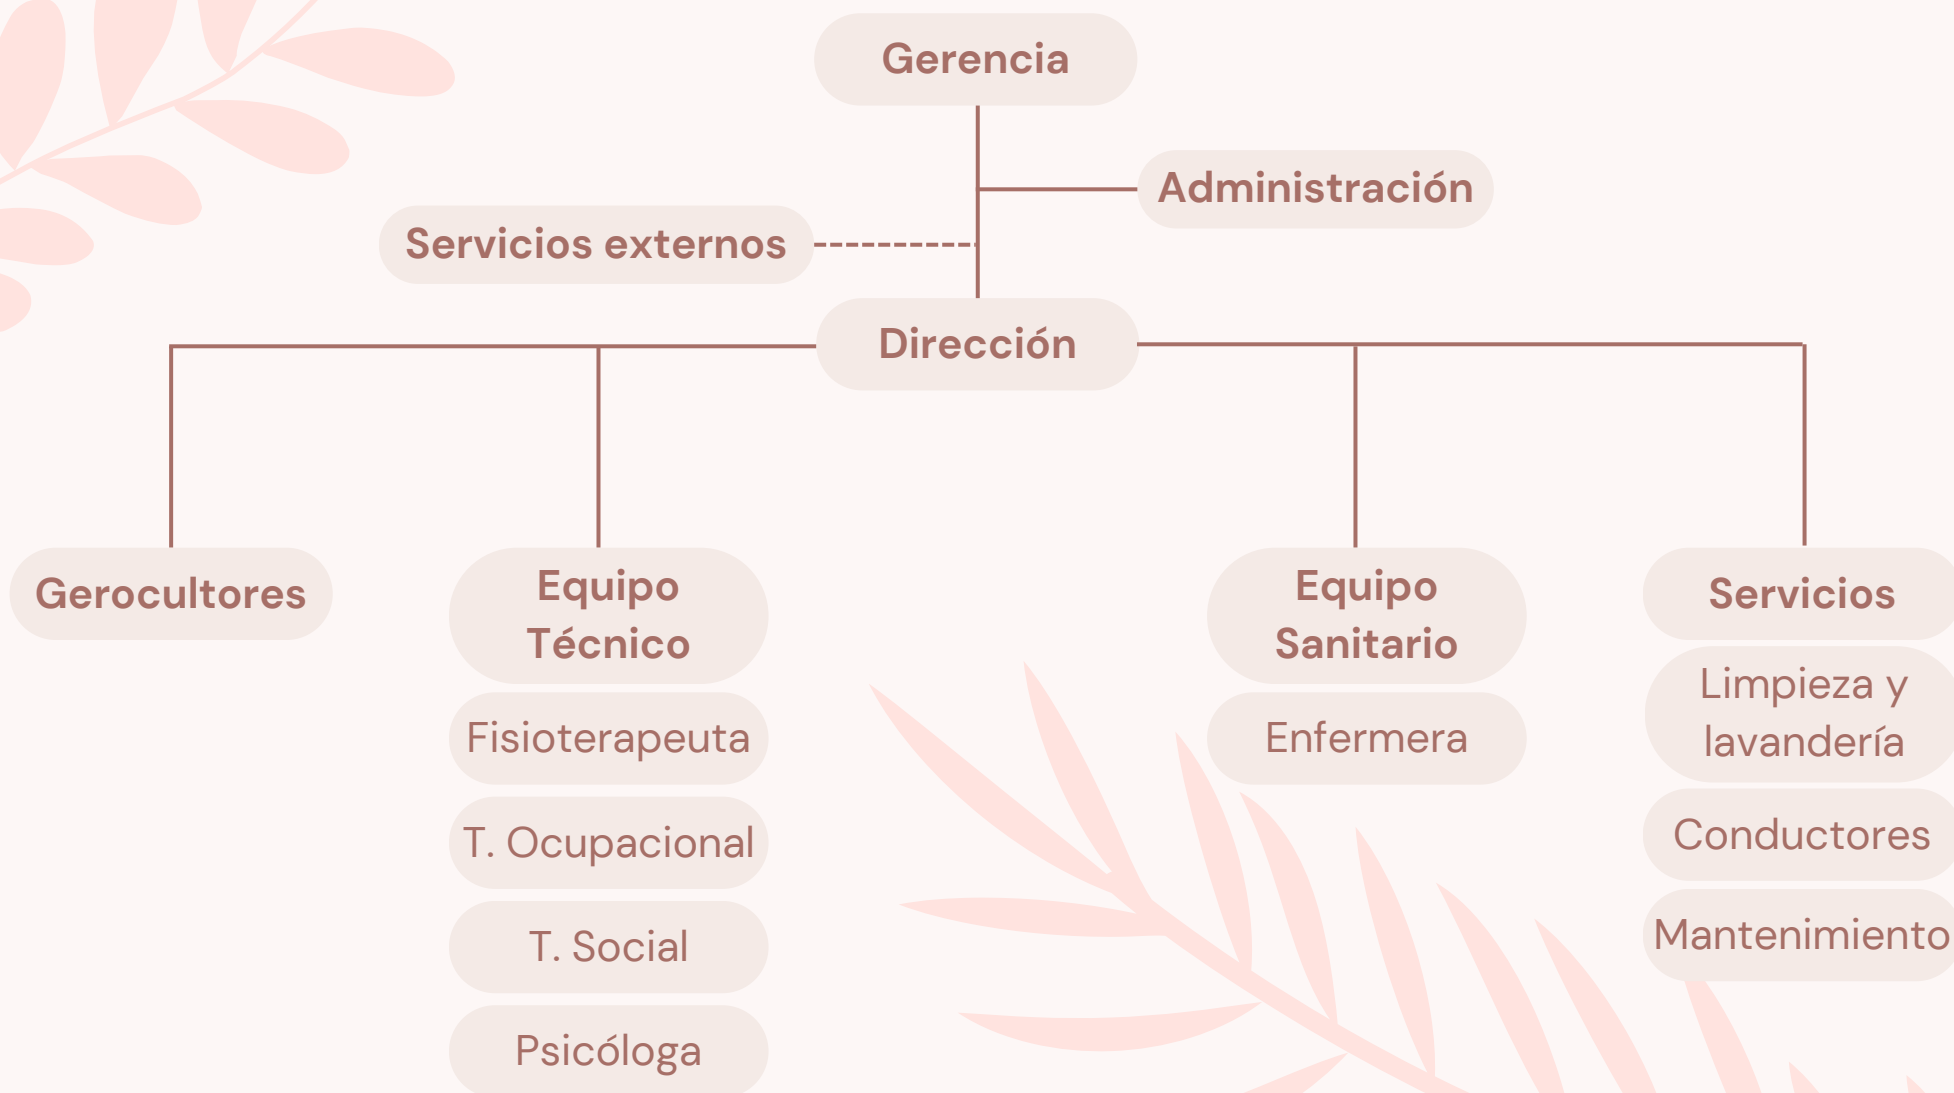 Gerencia
Administración
Servicios externos
Dirección
Gerocultores
Equipo
Técnico
Fisioterapeuta
T. Ocupacional
T. Social
Psicóloga
Equipo
Sanitario
Enfermera
Servicios
Limpieza y
lavandería
Conductores
Mantenimiento